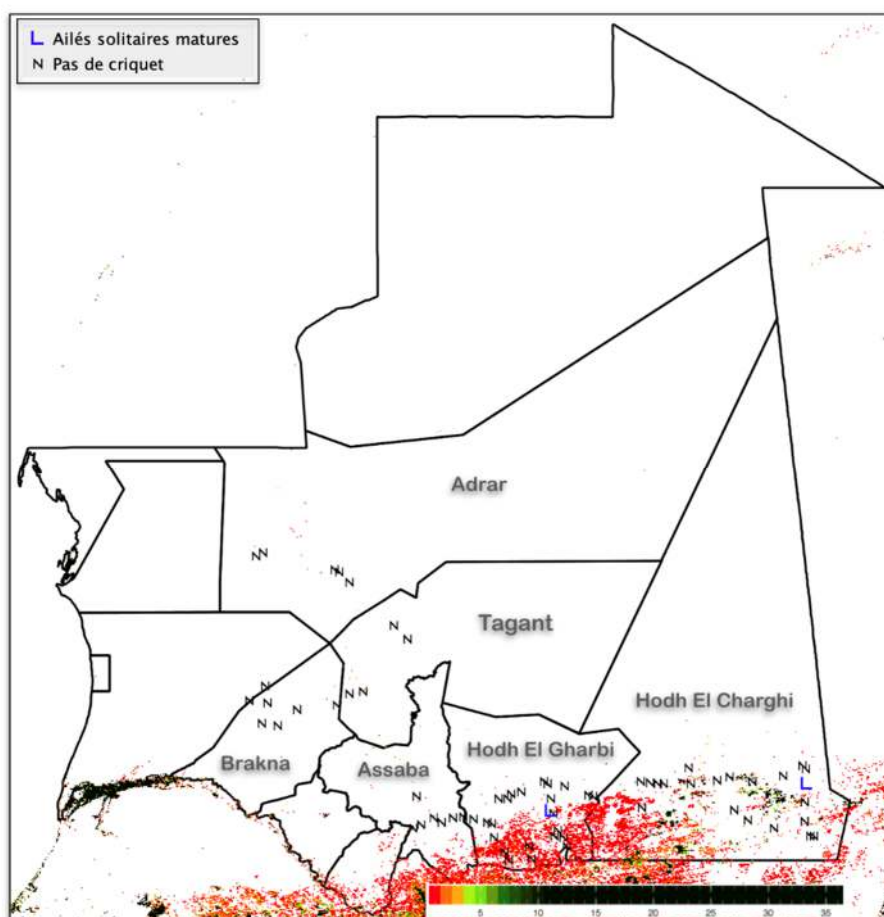 Ailés solitaires matures
N Pas de criquet
Adrar
Tagant
Hodh El Charghi
Hodh El Gharbi
Brakna
Assaba
5 10 15 20 25 30 35